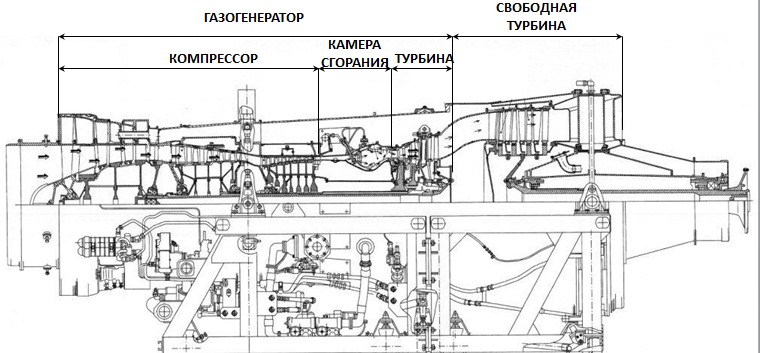 ГАЗОГЕНЕРАТОР
СВОБОДНАЯ
ТУРБИНА
КАМЕРА
СГОРАНИЯ
КОМПРЕССОР
ТУРБИНА